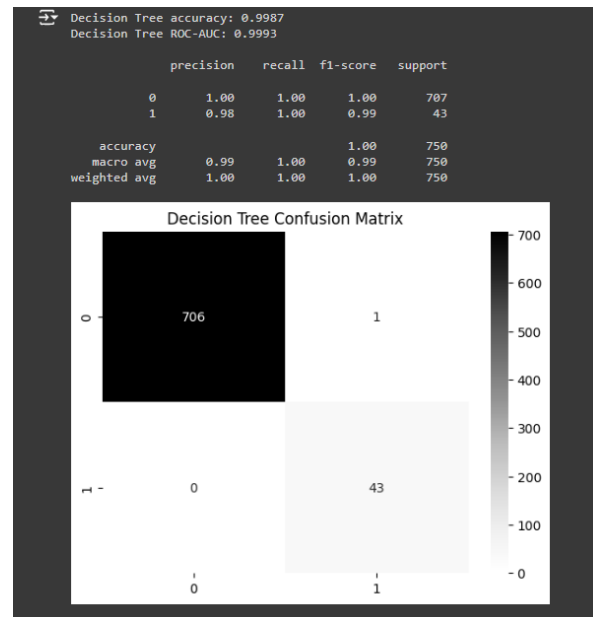 Decision Tree accuracy: 0.9987
Decision Tree ROC-AUC: 0.9993
precision recall f1-score support
0 1.00 1.00 1.00 707
1 0.98 1.00 0.99 43
accuracy 1.00 750
macro avg 0.99 1.00 0.99 750
weighted avg 1.00 1.00 1.00 750
Decision Tree Confusion Matrix
700
600
0 706 1
500
400
300
200
1 0 43
100
0
0 1